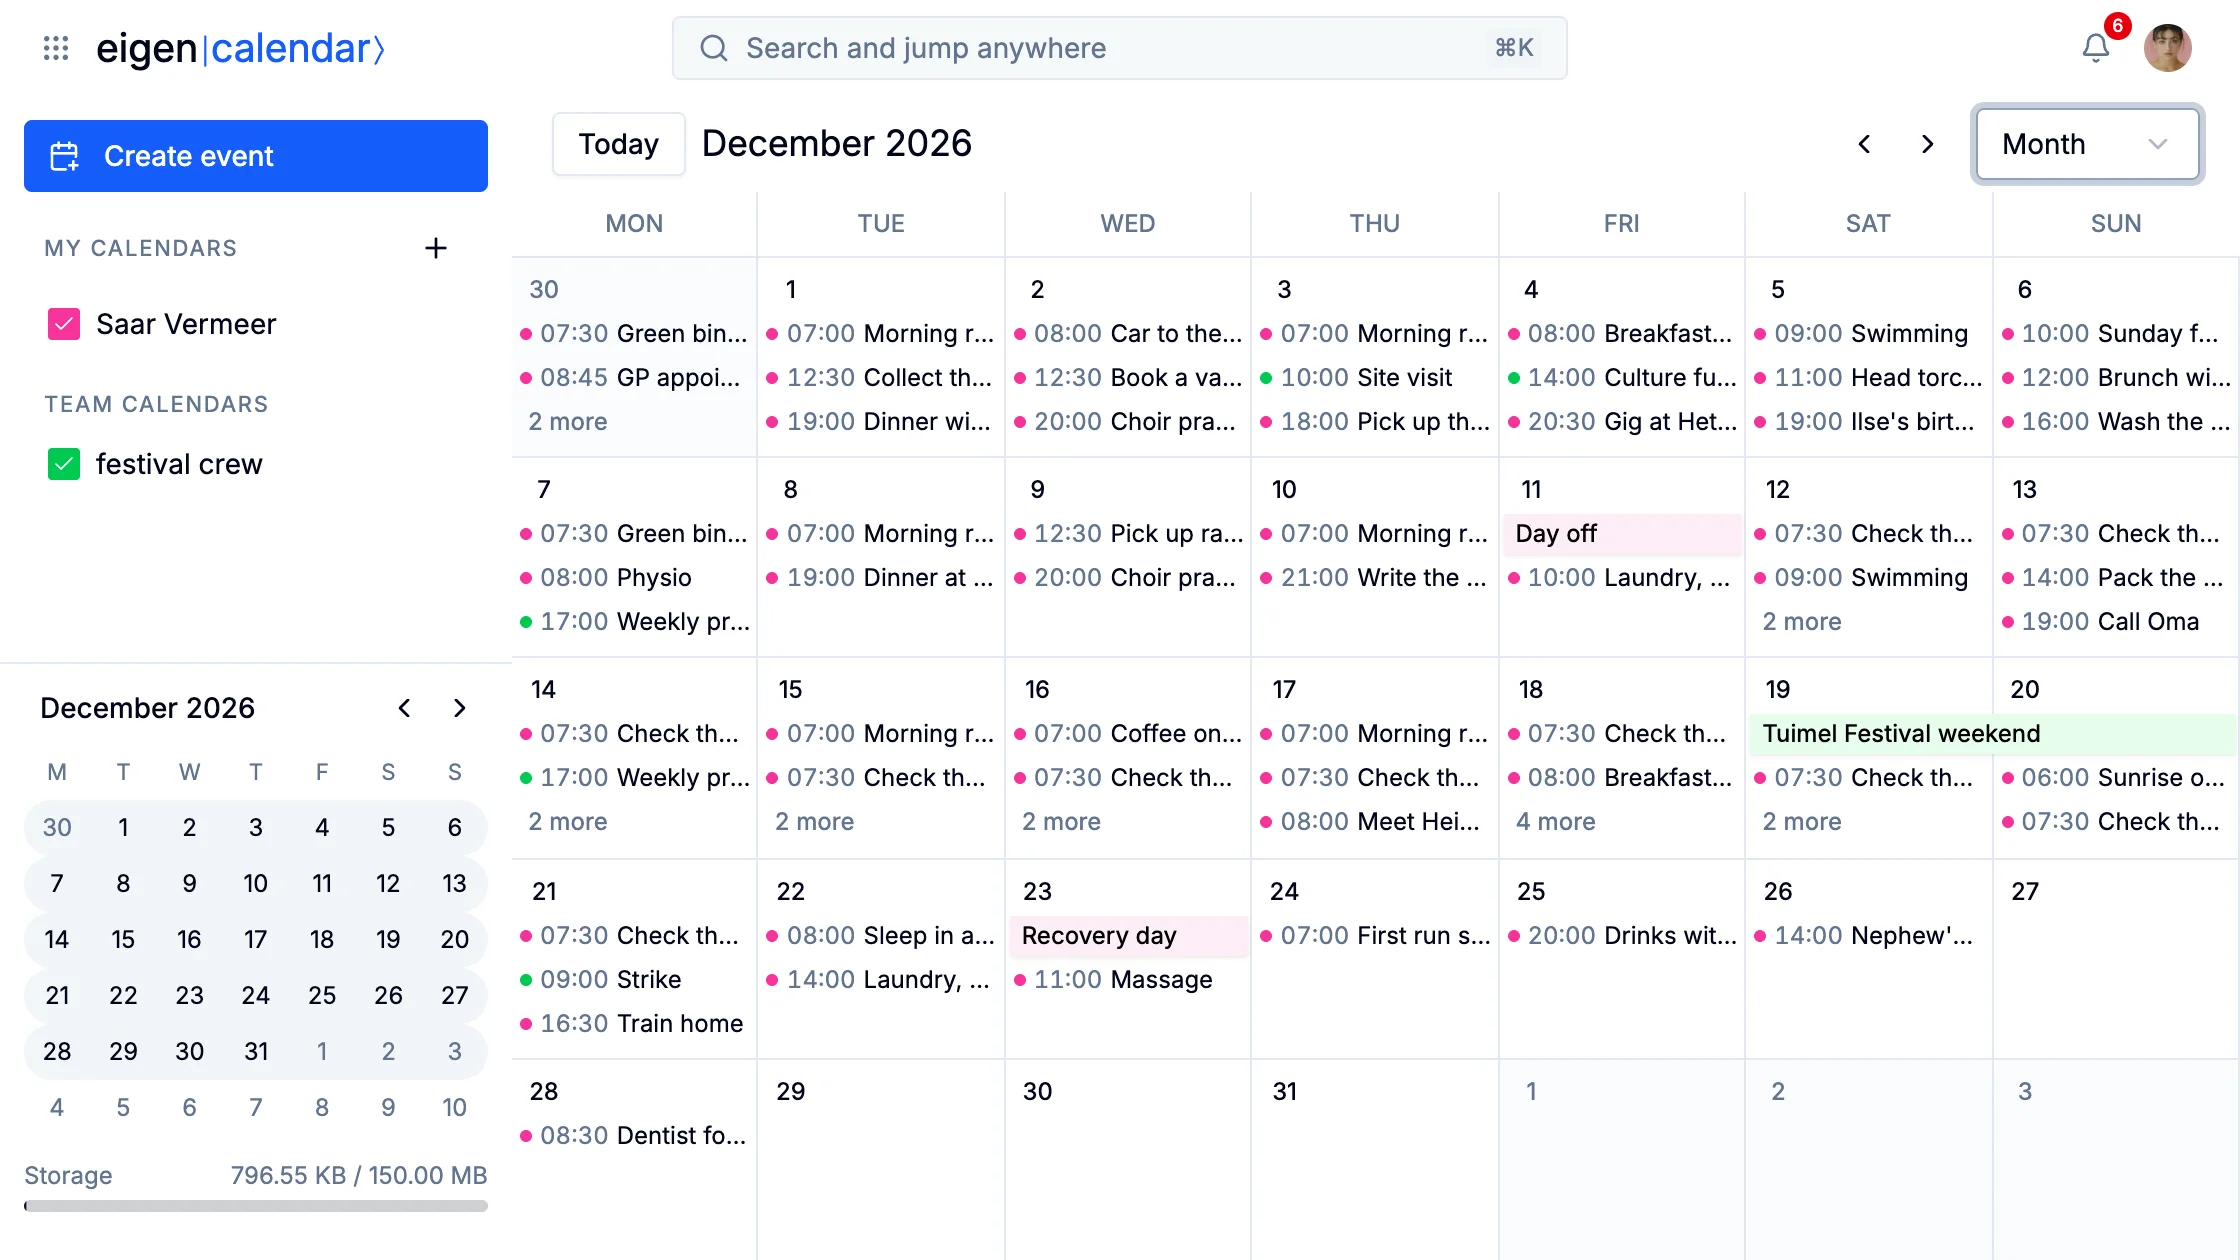 eigen|calendar⟩
Search and jump anywhere ⌘K
6
Create event
Today December 2026
Month
MY CALENDARS
Saar Vermeer
TEAM CALENDARS
festival crew
December 2026
M T W T F S S
30 1 2 3 4 5 6
7 8 9 10 11 12 13
14 15 16 17 18 19 20
21 22 23 24 25 26 27
28 29 30 31 1 2 3
4 5 6 7 8 9 10
Storage 796.55 KB / 150.00 MB
MON TUE WED THU FRI SAT SUN
30
07:30 Green bin...
08:45 GP appoi...
2 more
1
07:00 Morning r...
12:30 Collect th...
19:00 Dinner wi...
2
08:00 Car to the...
12:30 Book a va...
20:00 Choir pra...
3
07:00 Morning r...
10:00 Site visit
18:00 Pick up th...
4
08:00 Breakfast...
14:00 Culture fu...
20:30 Gig at Het...
5
09:00 Swimming
11:00 Head torc...
19:00 Ilse's birt...
6
10:00 Sunday f...
12:00 Brunch wi...
16:00 Wash the ...
7
07:30 Green bin...
08:00 Physio
17:00 Weekly pr...
8
07:00 Morning r...
19:00 Dinner at ...
9
12:30 Pick up ra...
20:00 Choir pra...
10
07:00 Morning r...
21:00 Write the ...
11
Day off
10:00 Laundry, ...
12
07:30 Check th...
09:00 Swimming
2 more
13
07:30 Check th...
14:00 Pack the ...
19:00 Call Oma
14
07:30 Check th...
17:00 Weekly pr...
2 more
15
07:00 Morning r...
07:30 Check th...
2 more
16
07:00 Coffee on...
07:30 Check th...
2 more
17
07:00 Morning r...
07:30 Check th...
08:00 Meet Hei...
18
07:30 Check th...
08:00 Breakfast...
4 more
19
Tuimel Festival weekend
07:30 Check th...
2 more
20
06:00 Sunrise o...
07:30 Check th...
21
07:30 Check th...
09:00 Strike
16:30 Train home
22
08:00 Sleep in a...
14:00 Laundry, ...
23
Recovery day
11:00 Massage
24
07:00 First run s...
25
20:00 Drinks wit...
26
14:00 Nephew'...
27
28
08:30 Dentist fo...
29
30
31
1
2
3